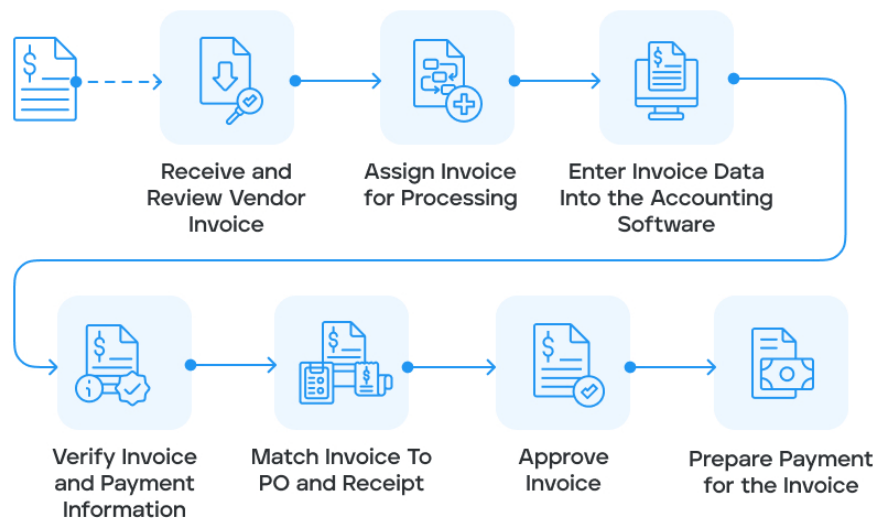 Receive and
Review Vendor
Invoice
Assign Invoice
for Processing
Enter Invoice Data
Into the Accounting
Software
Verify Invoice
and Payment
Information
Match Invoice To
PO and Receipt
Approve
Invoice
Prepare Payment
for the Invoice